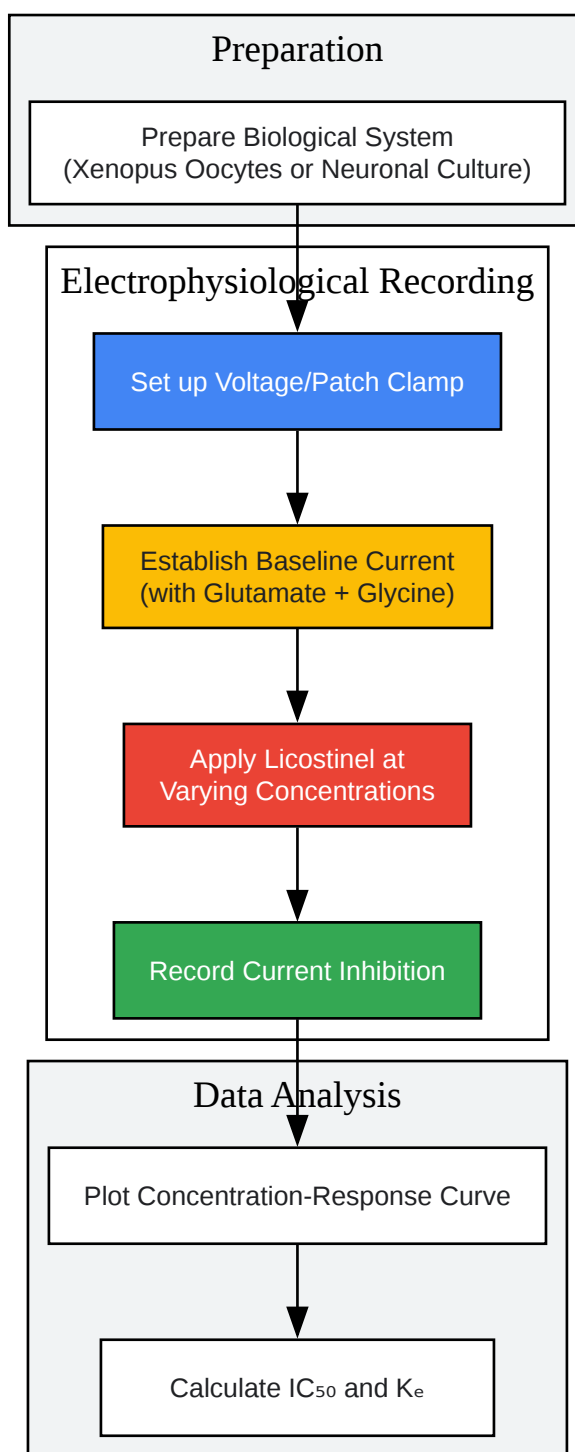 Preparation
Prepare Biological System
(Xenopus Oocytes or Neuronal Culture)
Electrophysiological Recording
Set up Voltage/Patch Clamp
Establish Baseline Current
(with Glutamate + Glycine)
Apply Licostinel at
Varying Concentrations
Record Current Inhibition
Data Analysis
Plot Concentration-Response Curve
Calculate IC₅₀ and Kₑ